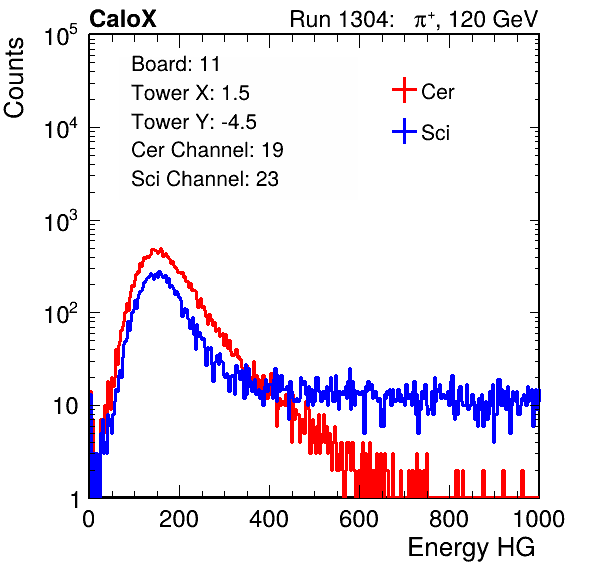 CaloX Run 1304: π⁺, 120 GeV
Board: 11
Tower X: 1.5
Tower Y: -4.5
Cer Channel: 19
Sci Channel: 23
Cer
Sci
Counts
10⁵
10⁴
10³
10²
10
1
0 200 400 600 800 1000
Energy HG